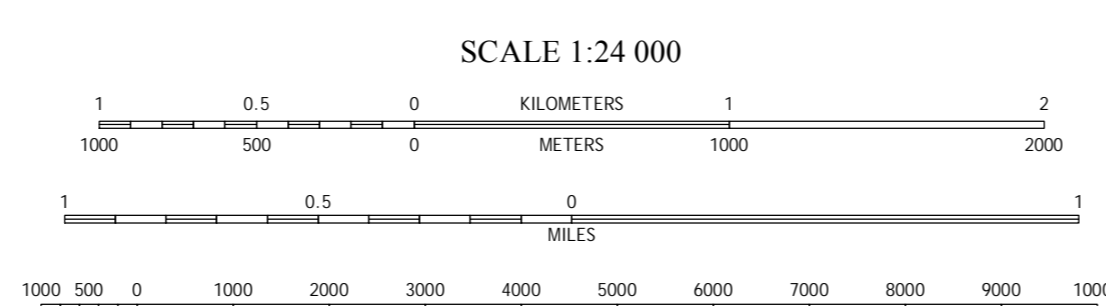 SCALE 1:24 000
1 0.5 0 KILOMETERS 1 2
1000 500 0 METERS 1000 2000
1 0.5 0 1
MILES
1000 500 0 1000 2000 3000 4000 5000 6000 7000 8000 9000